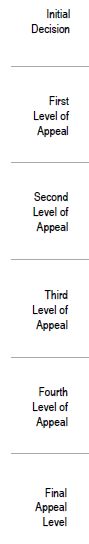 Initial
Decision
First
Level of
Appeal
Second
Level of
Appeal
Third
Level of
Appeal
Fourth
Level of
Appeal
Final
Appeal
Level